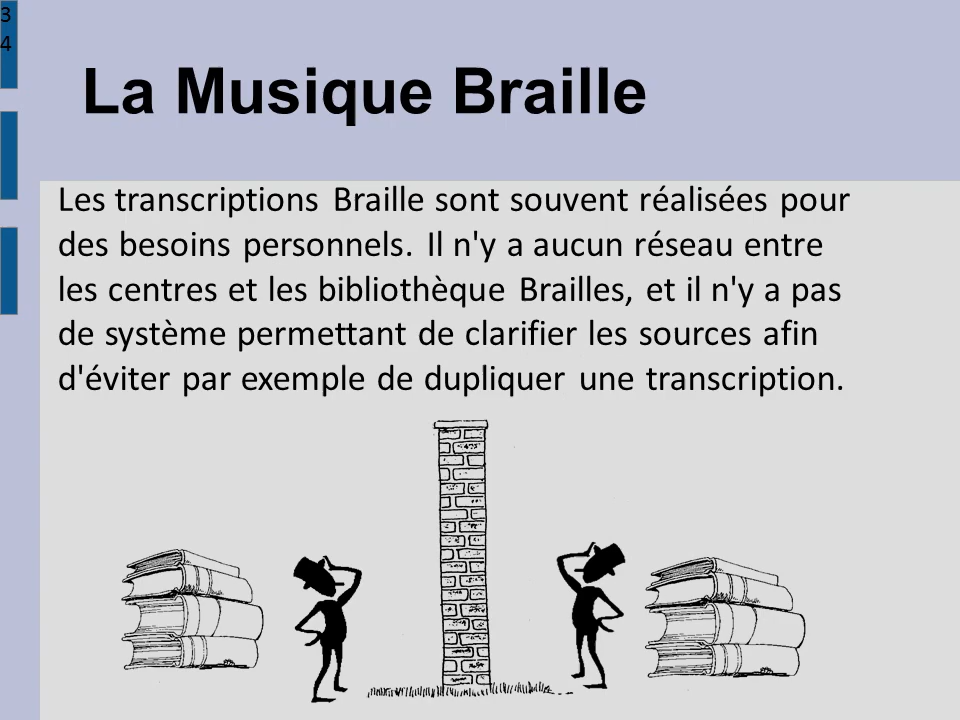 3
4
La Musique Braille
Les transcriptions Braille sont souvent réalisées pour
des besoins personnels. Il n'y a aucun réseau entre
les centres et les bibliothèque Brailles, et il n'y a pas
de système permettant de clarifier les sources afin
d'éviter par exemple de dupliquer une transcription.